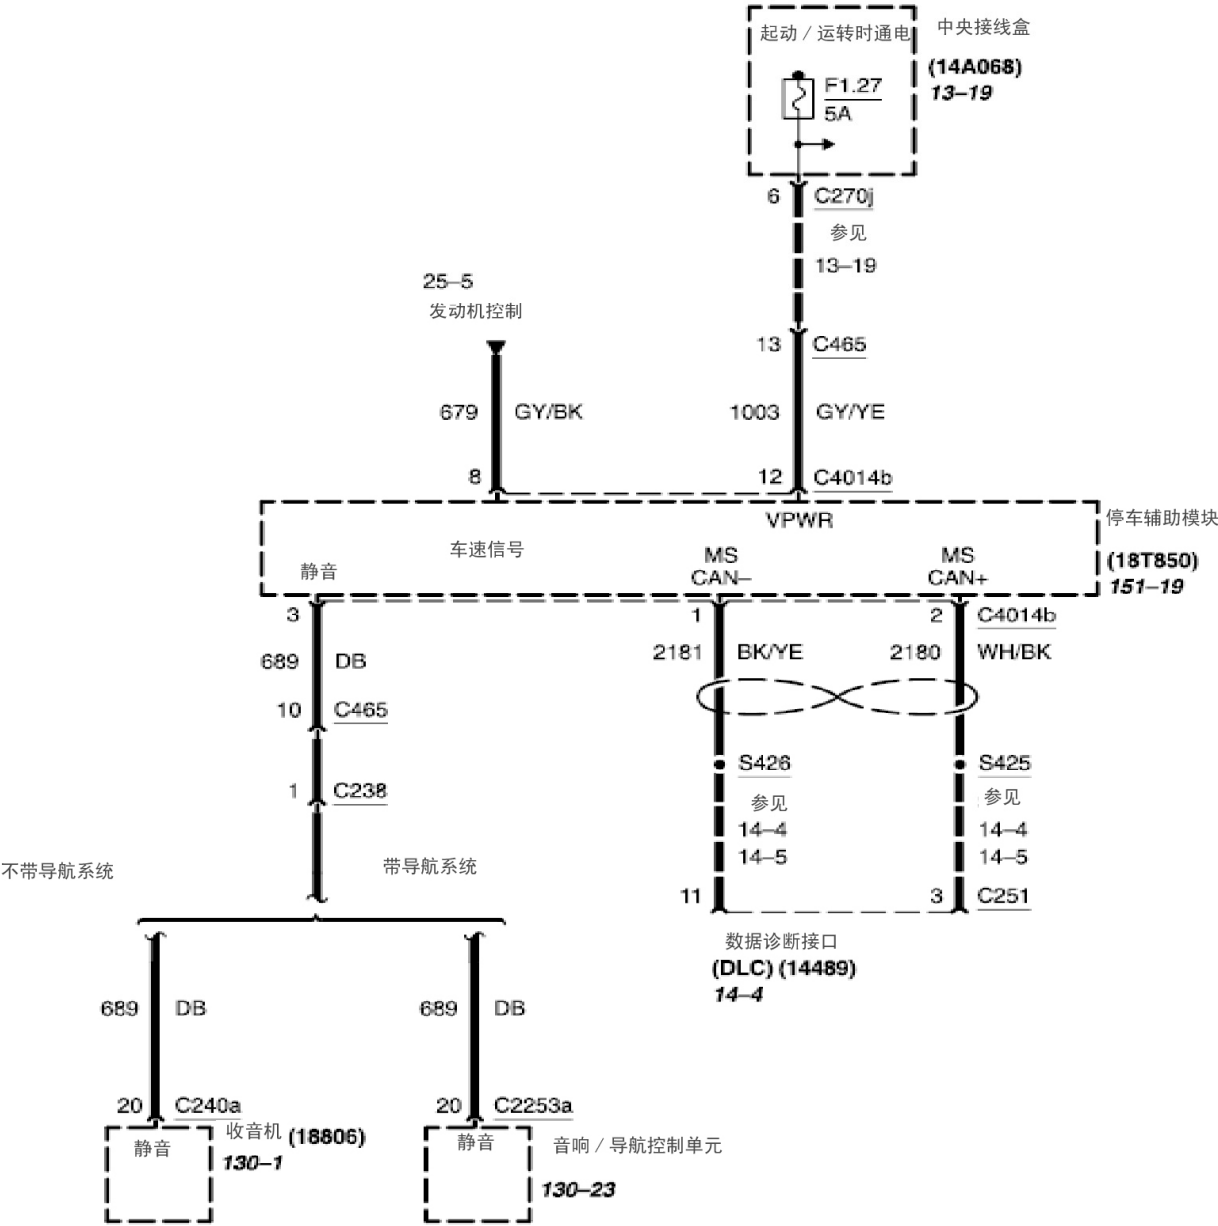 起动 / 运转时通电
中央接线盒
(14A068)
13–19
F1.27
5A
6 C270j
参见
13–19
25–5
发动机控制
13 C465
679 GY/BK
1003 GY/YE
8
12 C4014b
VPWR
停车辅助模块
(18T850)
151–19
车速信号
静音
MS
CAN–
MS
CAN+
3
1
2 C4014b
689 DB
2181 BK/YE
2180 WH/BK
10 C465
S426
S425
1 C238
参见
参见
14–4
14–5
14–4
14–5
不带导航系统
带导航系统
11
3 C251
数据诊断接口
(DLC) (14489)
14–4
689 DB
689 DB
20 C240a
20 C2253a
静音
收音机 (18806)
130–1
静音
音响 / 导航控制单元
130–23